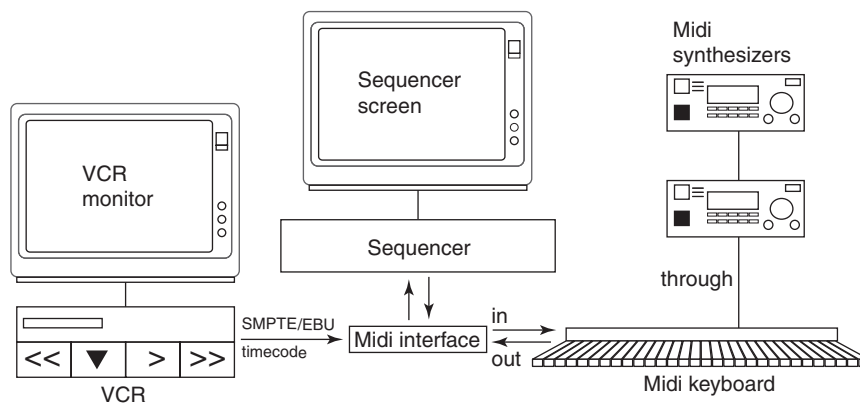 Midi
synthesizers
Sequencer
screen
VCR
monitor
Sequencer
through
SMPTE/EBU
timecode
Midi interface
in
out
<< ▼ > >>
VCR
Midi keyboard